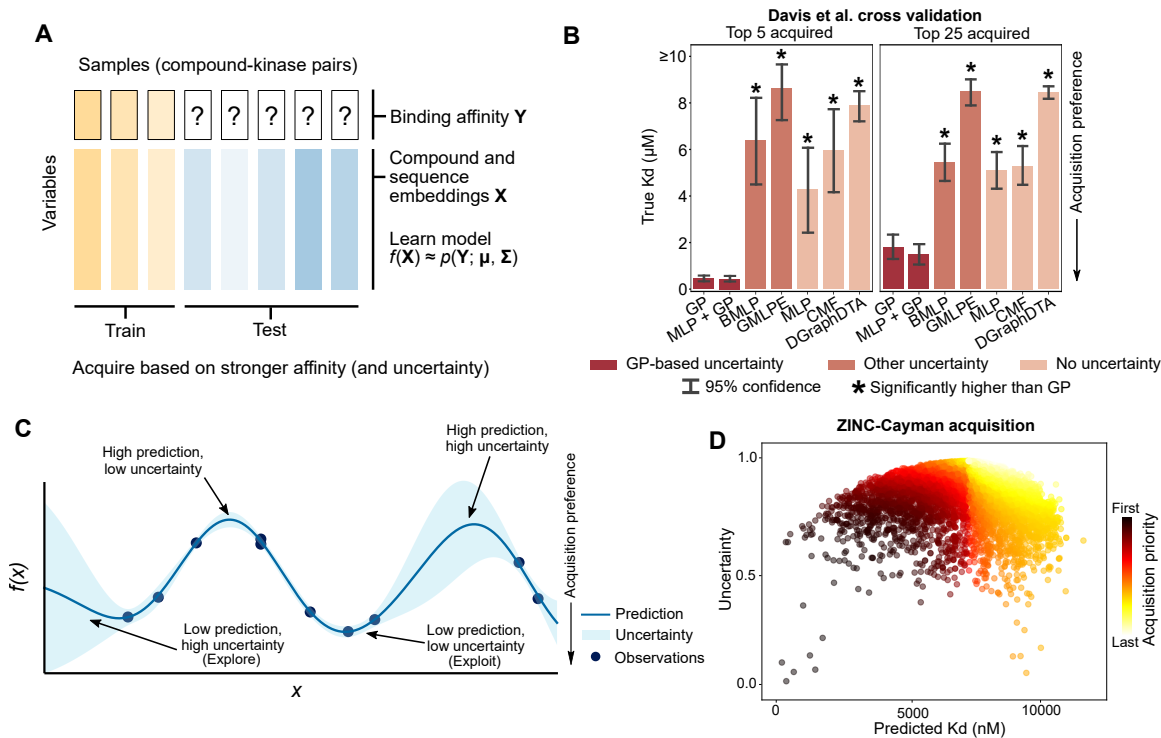 A
Samples (compound-kinase pairs)
? ? ? ? ?
Variables
Binding affinity Y
Compound and
sequence
embeddings X
Learn model
f(X) ≈ p(Y; μ, Σ)
Train
Test
Acquire based on stronger affinity (and uncertainty)
B
Davis et al. cross validation
Top 5 acquired
Top 25 acquired
True Kd (μM)
≥10
8
6
4
2
0
* * * * *
* * * * *
GP
MLP + GP
BMLP
GMLPE
MLP
CMF
DGraphDTA
GP
MLP + GP
BMLP
GMLPE
MLP
CMF
DGraphDTA
Acquisition preference
GP-based uncertainty
Other uncertainty
No uncertainty
95% confidence
* Significantly higher than GP
C
High prediction,
low uncertainty
High prediction,
high uncertainty
f(x)
Low prediction,
high uncertainty
(Explore)
Low prediction,
low uncertainty
(Exploit)
x
Acquisition preference
Prediction
Uncertainty
Observations
D
ZINC-Cayman acquisition
Uncertainty
1.0
0.5
0.0
0
5000
10000
Predicted Kd (nM)
First
Last
Acquisition priority